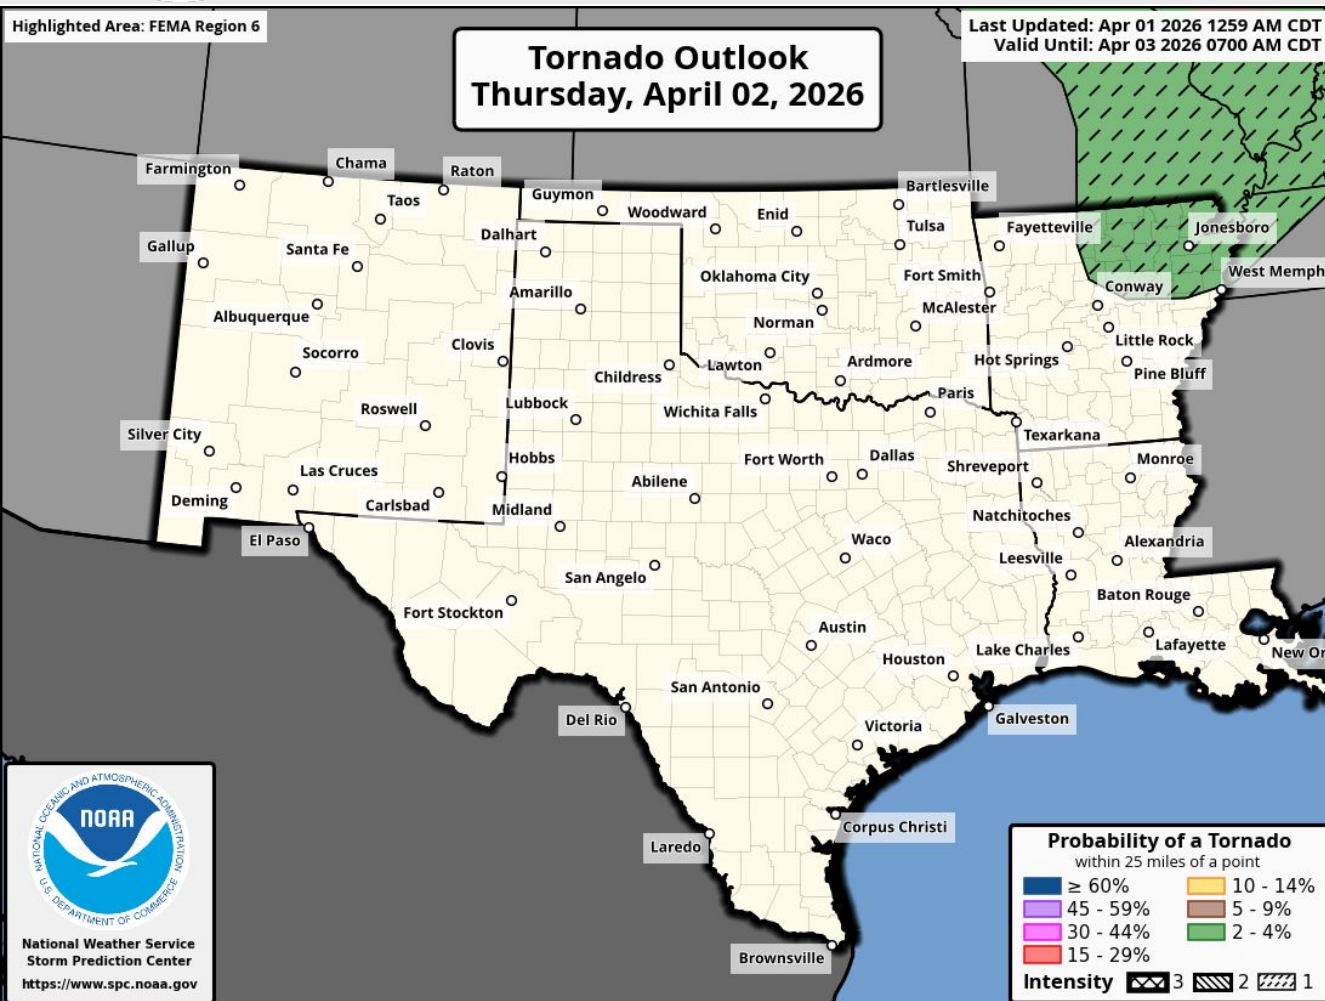 Highlighted Area: FEMA Region 6
Tornado Outlook
Thursday, April 02, 2026
Last Updated: Apr 01 2026 1259 AM CDT
Valid Until: Apr 03 2026 0700 AM CDT
Farmington
Chama
Raton
Taos
Guymon
Woodward
Enid
Bartlesville
Tulsa
Fayetteville
Jonesboro
Gallup
Santa Fe
Dalhart
Oklahoma City
Fort Smith
Conway
West Memph
Albuquerque
Amarillo
Norman
McAlester
Little Rock
Socorro
Clovis
Childress
Lawton
Ardmore
Hot Springs
Pine Bluff
Roswell
Lubbock
Wichita Falls
Paris
Texarkana
Silver City
Las Cruces
Hobbs
Abilene
Fort Worth
Dallas
Shreveport
Monroe
Deming
Carlsbad
Midland
Natchitoches
El Paso
San Angelo
Waco
Leesville
Alexandria
Fort Stockton
Austin
Baton Rouge
Houston
Lake Charles
Lafayette
New Or
San Antonio
Del Rio
Victoria
Galveston
Laredo
Corpus Christi
Brownsville
NATIONAL OCEANIC AND ATMOSPHERIC ADMINISTRATION
NOAA
U.S. DEPARTMENT OF COMMERCE
National Weather Service
Storm Prediction Center
https://www.spc.noaa.gov
Probability of a Tornado
within 25 miles of a point
≥ 60%
10 - 14%
45 - 59%
5 - 9%
30 - 44%
2 - 4%
15 - 29%
Intensity 3 2 1